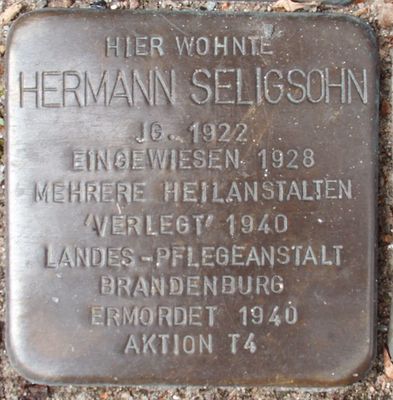 HIER WOHNTE
HERMANN SELIGSOHN
JG. 1922
EINGEWIESEN 1928
MEHRERE HEILANSTALTEN
'VERLEGT' 1940
LANDES-PFLEGEANSTALT
BRANDENBURG
ERMORDET 1940
AKTION T4